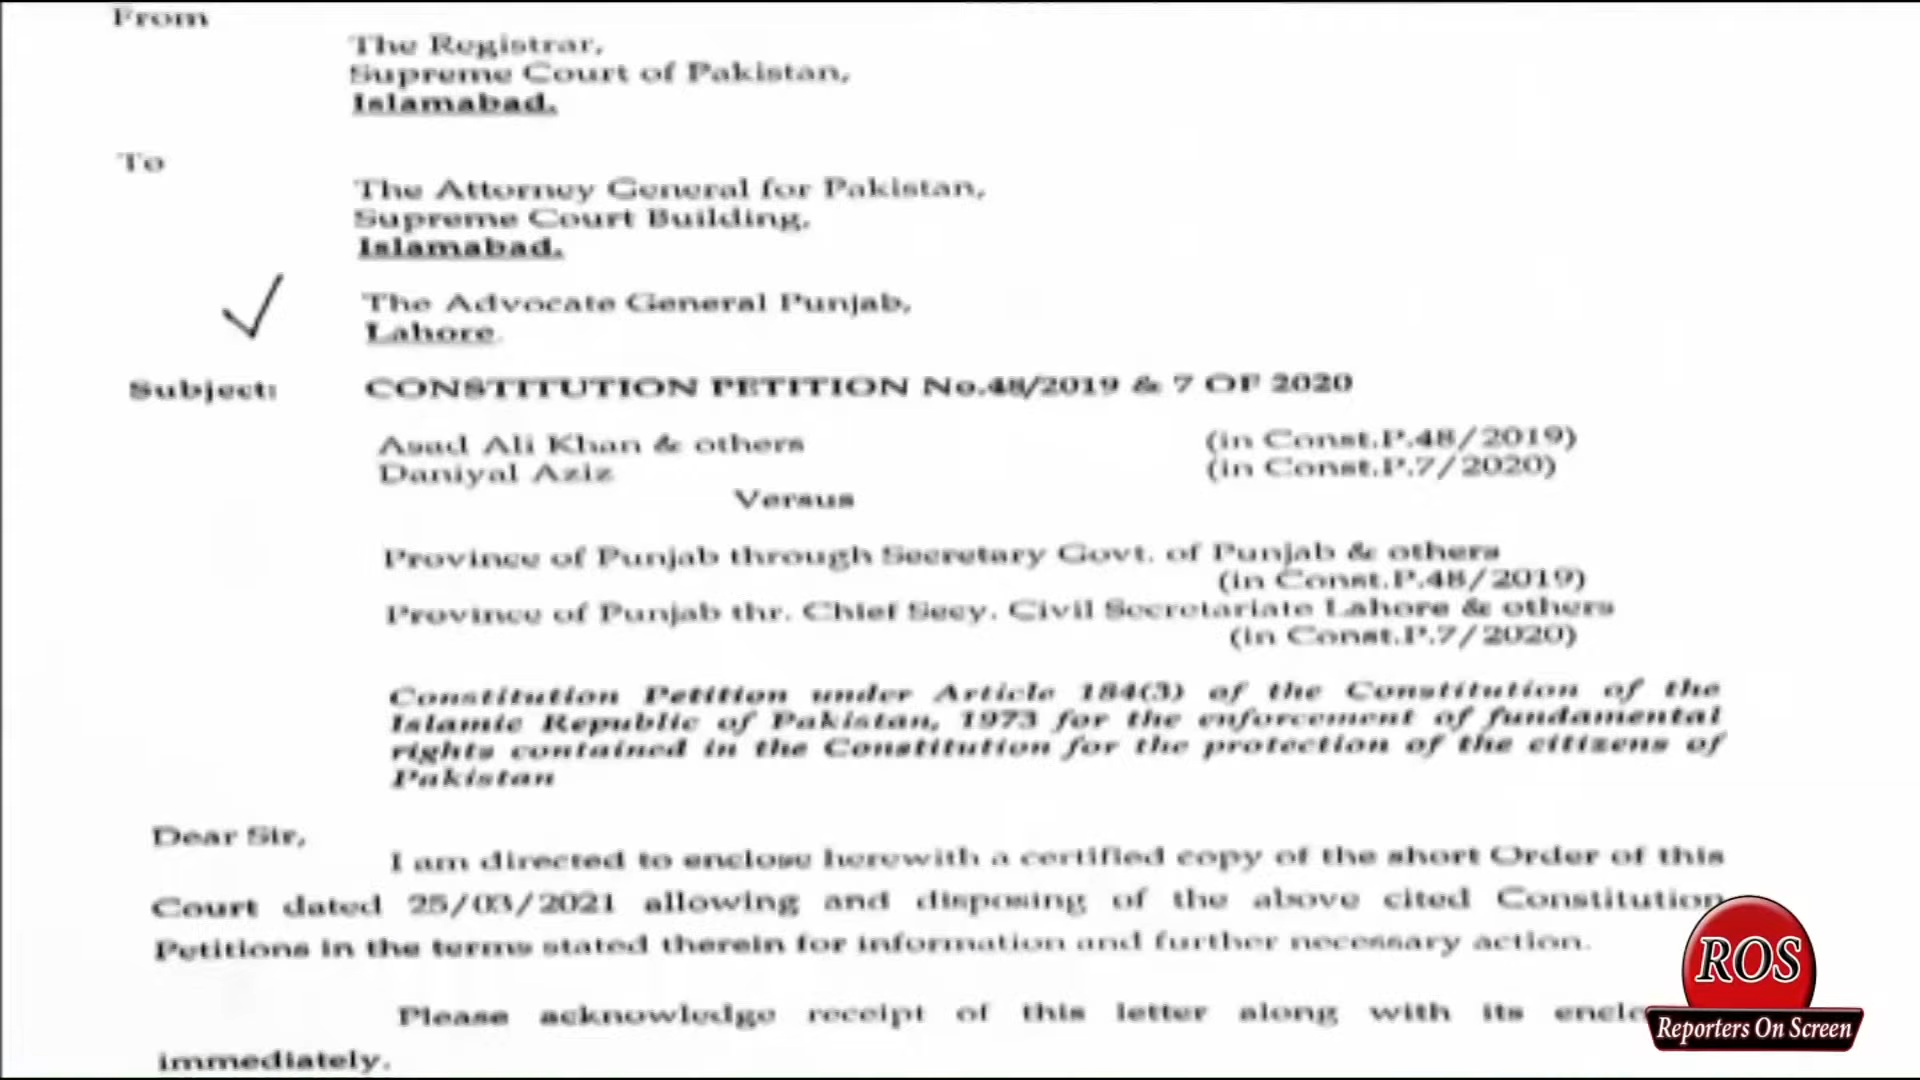 From
The Registrar,
Supreme Court of Pakistan,
Islamabad.
To
The Attorney General for Pakistan,
Supreme Court Building,
Islamabad.
The Advocate General Punjab,
Lahore.
Subject: CONSTITUTION PETITION No.48/2019 & 7 OF 2020
Asad Ali Khan & others (in Const.P.48/2019)
Daniyal Aziz (in Const.P.7/2020)
Versus
Province of Punjab through Secretary Govt. of Punjab & others
(in Const.P.48/2019)
Province of Punjab thr. Chief Secy. Civil Secretariate Lahore & others
(in Const.P.7/2020)
Constitution Petition under Article 184(3) of the Constitution of the
Islamic Republic of Pakistan, 1973 for the enforcement of fundamental
rights contained in the Constitution for the protection of the citizens of
Pakistan
Dear Sir,
I am directed to enclose herewith a certified copy of the short Order of this
Court dated 25/03/2021 allowing and disposing of the above cited Constitution
Petitions in the terms stated therein for information and further necessary action.
Please acknowledge receipt of this letter along with its
immediately.
ROS
Reporters On Screen